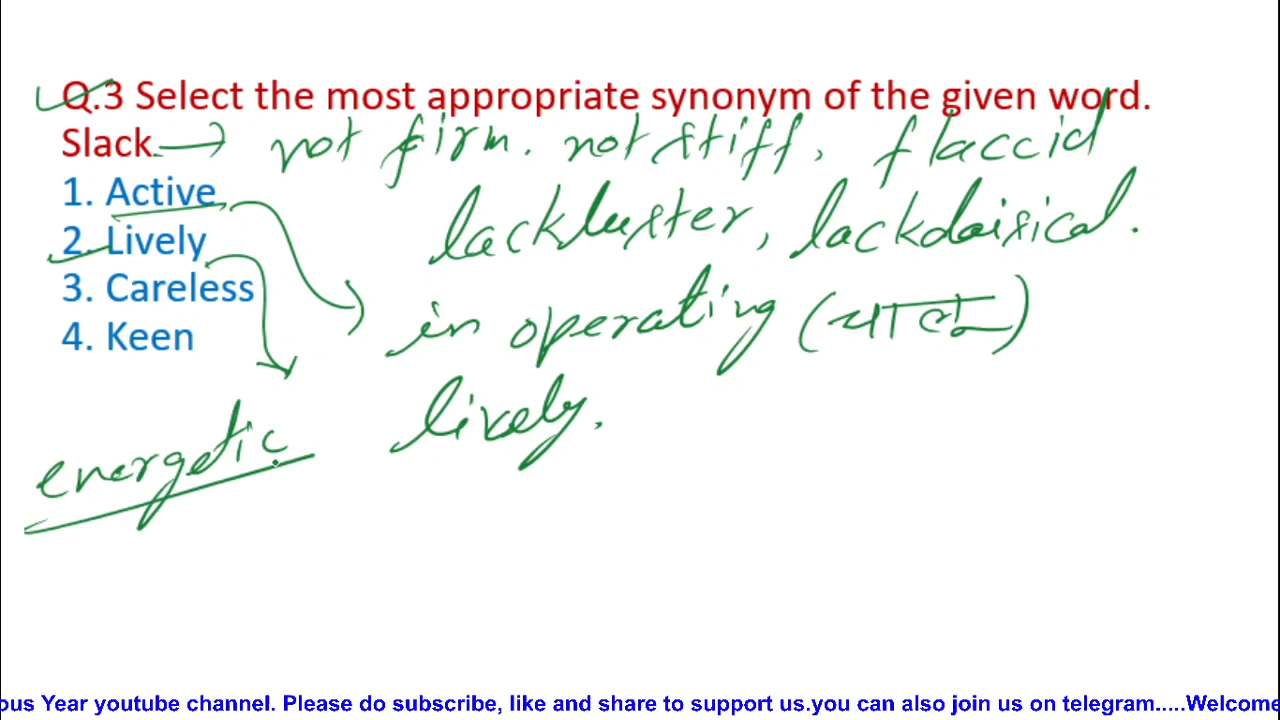 Q.3 Select the most appropriate synonym of the given word.
Slack → not firm. not stiff, flaccid
1. Active lackluster, lackdaisical.
2. Lively
3. Careless in operating
4. Keen
lively.
energetic
ous Year youtube channel. Please do subscribe, like and share to support us.you can also join us on telegram.....Welcome